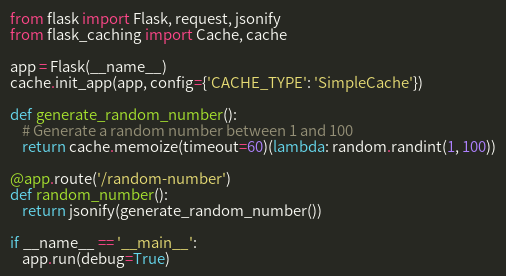 from flask import Flask, request, jsonify
from flask_caching import Cache, cache

app = Flask(__name__)
cache.init_app(app, config={'CACHE_TYPE': 'SimpleCache'})

def generate_random_number():
    # Generate a random number between 1 and 100
    return cache.memoize(timeout=60)(lambda: random.randint(1, 100))

@app.route('/random-number')
def random_number():
    return jsonify(generate_random_number())

if __name__ == '__main__':
    app.run(debug=True)